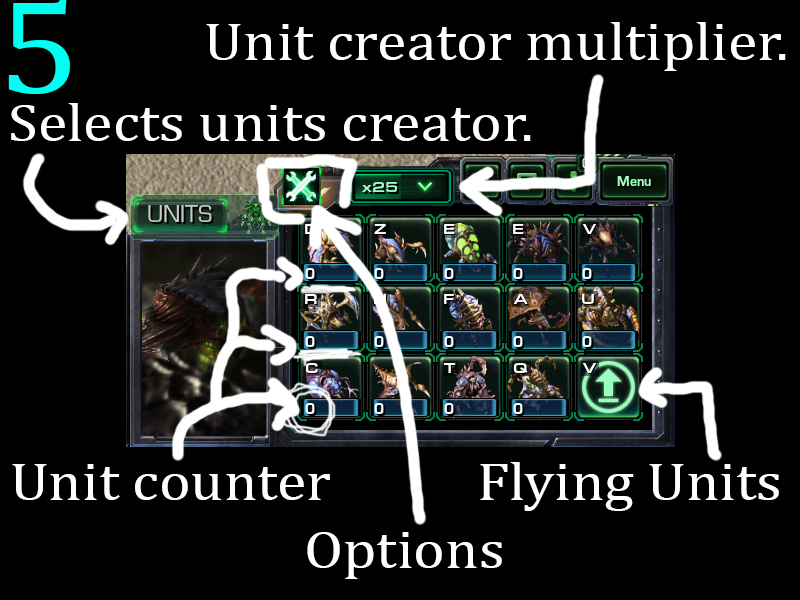 5
Unit creator multiplier.
Selects units creator.
x25
Menu
UNITS
Z E E V
0 0 0 0 0
R F A U
0 0 0 0 0
C T Q V
0 0 0 0
Unit counter
Flying Units
Options